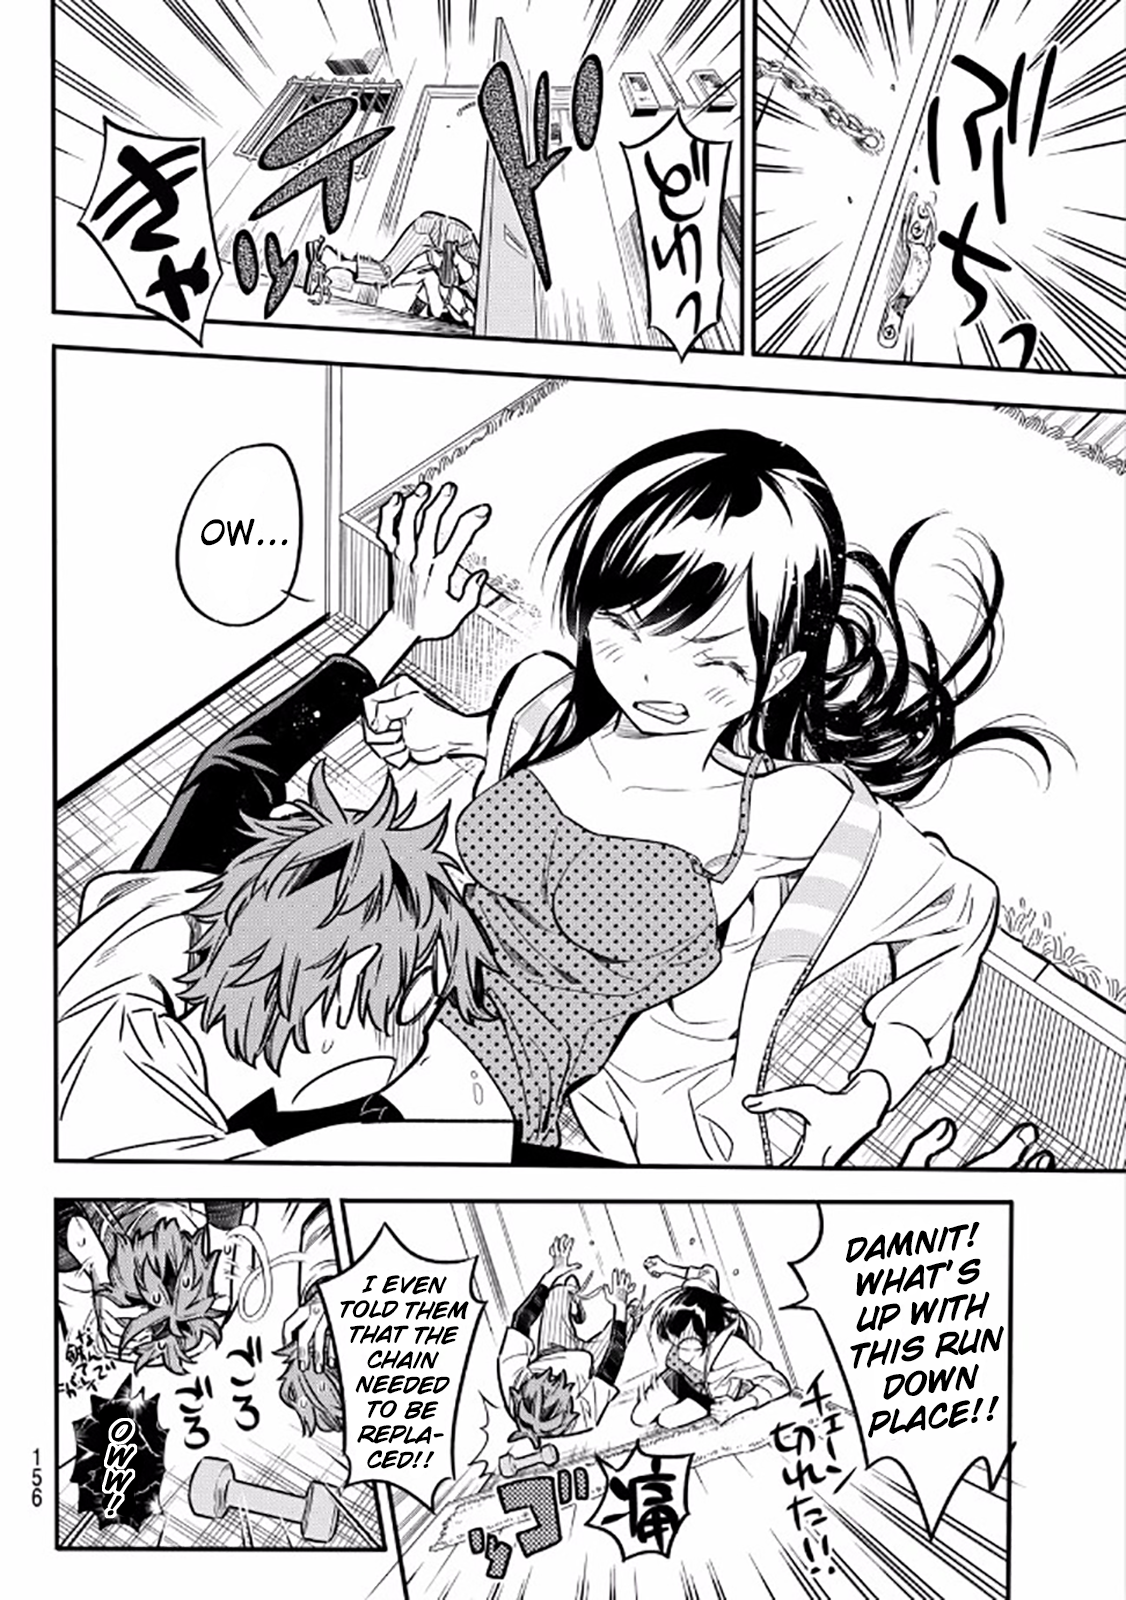 ぶちっ
どわっ
ドガッ
きゃ
OW...
DAMNIT!
WHAT'S
UP WITH
THIS RUN
DOWN
PLACE!!
チェーン
切れた!!
痛
ゴッ
I EVEN
TOLD THEM
THAT THE
CHAIN
NEEDED
TO BE
REPLA-
CED!!
ごろ
ごろ
OWW!
156